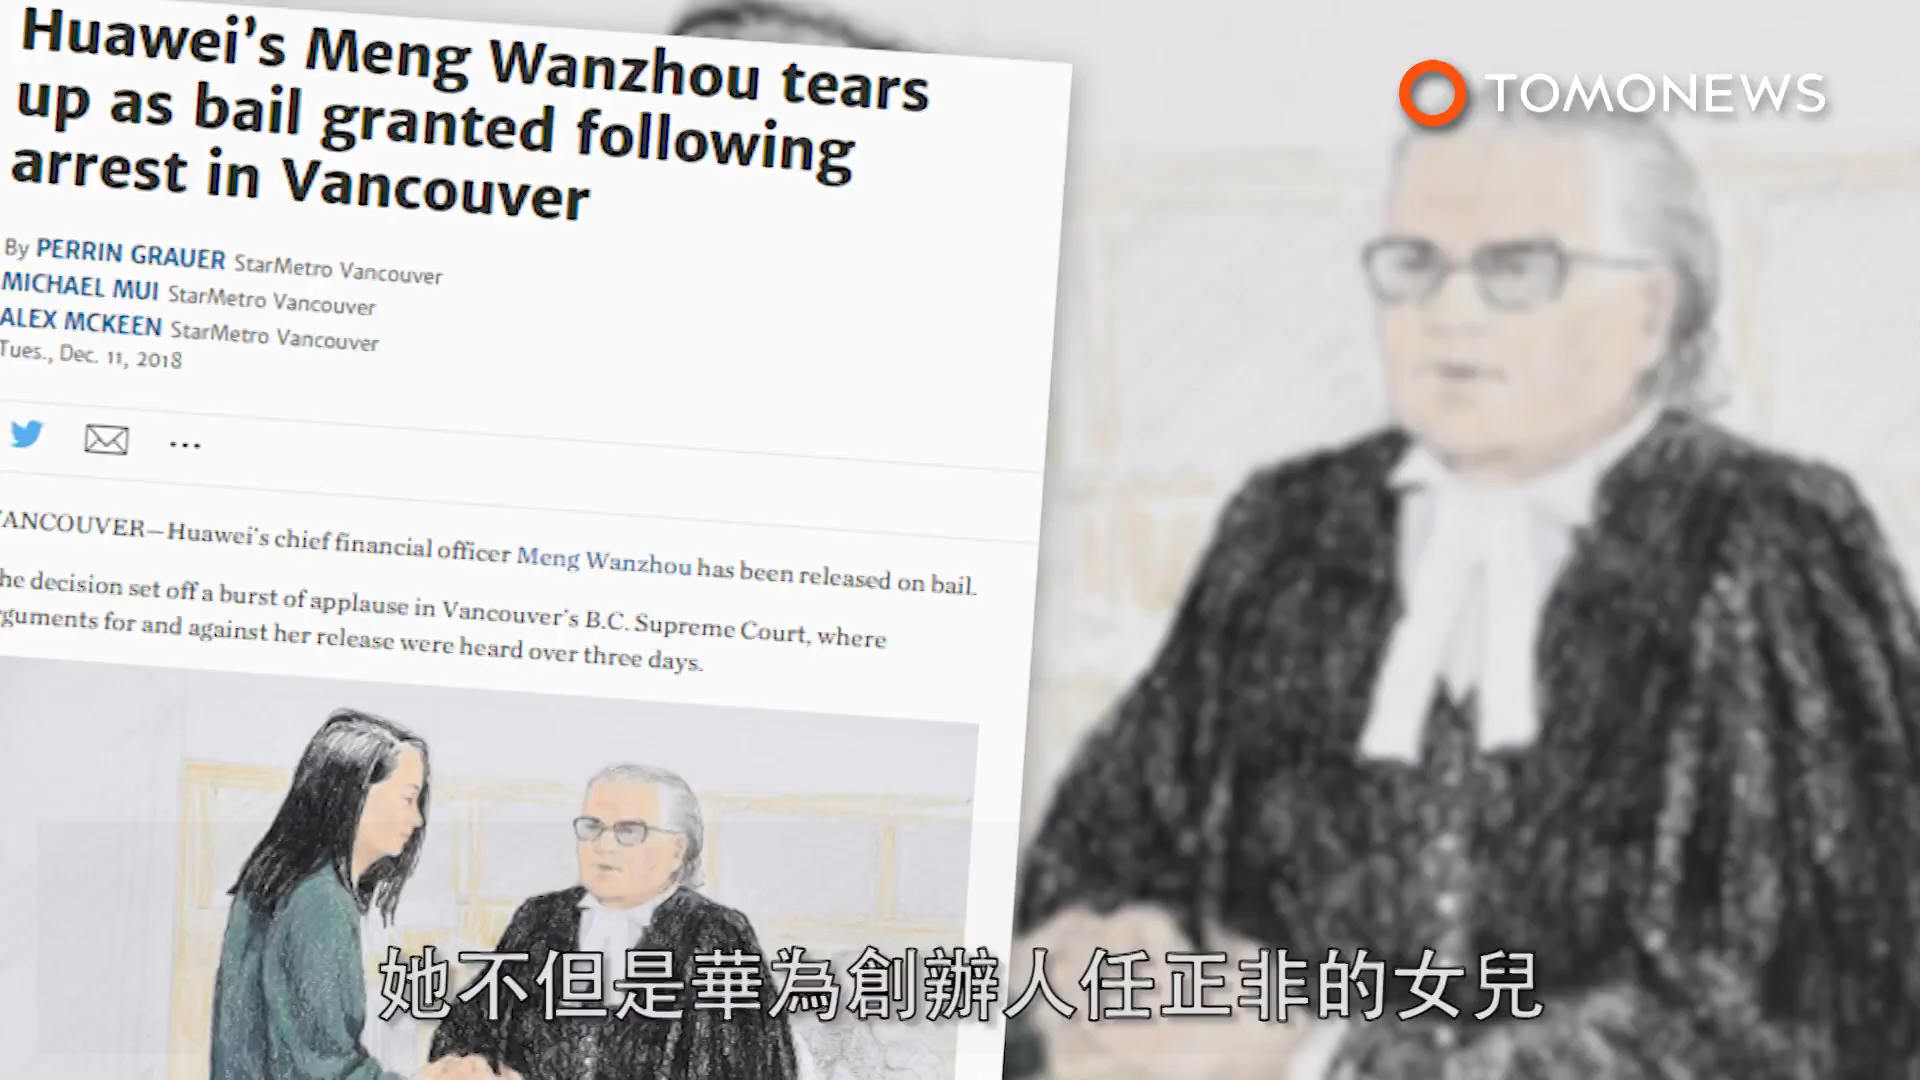 Huawei's Meng Wanzhou tears
up as bail granted following
arrest in Vancouver
TOMONEWS
By PERRIN GRAUER StarMetro Vancouver
MICHAEL MUI StarMetro Vancouver
ALEX MCKEEN StarMetro Vancouver
Tues., Dec. 11, 2018
ANCOUVER—Huawei's chief financial officer Meng Wanzhou has been released on bail.
he decision set off a burst of applause in Vancouver's B.C. Supreme Court, where
guments for and against her release were heard over three days.
她不但是華為創辦人任正非的女兒